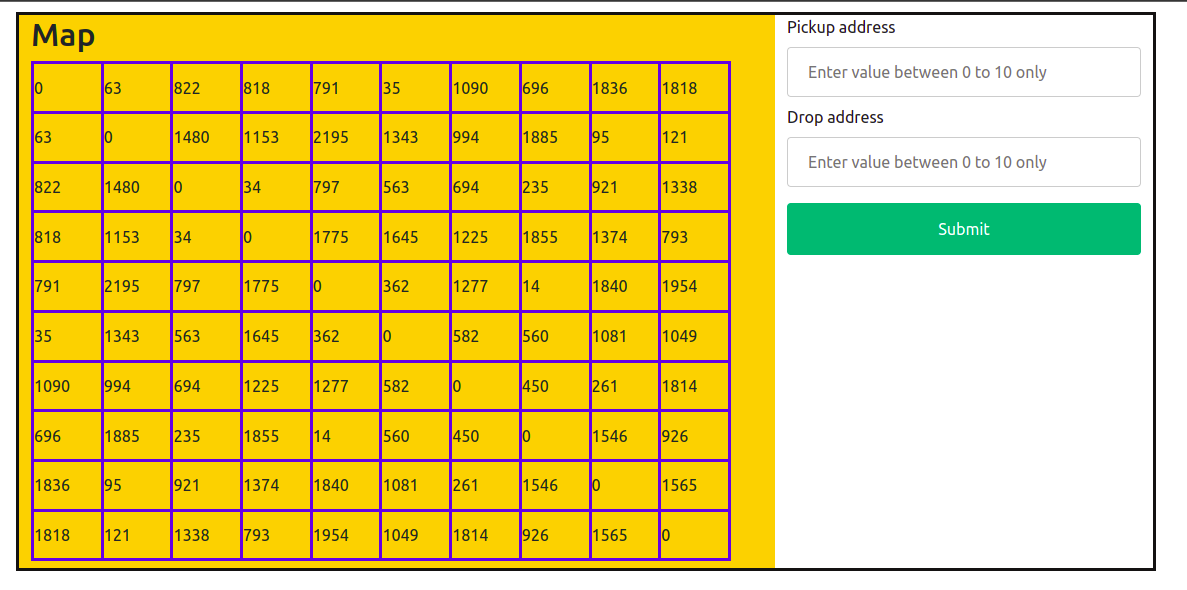 Map
0 63 822 818 791 35 1090 696 1836 1818
63 0 1480 1153 2195 1343 994 1885 95 121
822 1480 0 34 797 563 694 235 921 1338
818 1153 34 0 1775 1645 1225 1855 1374 793
791 2195 797 1775 0 362 1277 14 1840 1954
35 1343 563 1645 362 0 582 560 1081 1049
1090 994 694 1225 1277 582 0 450 261 1814
696 1885 235 1855 14 560 450 0 1546 926
1836 95 921 1374 1840 1081 261 1546 0 1565
1818 121 1338 793 1954 1049 1814 926 1565 0
Pickup address
Enter value between 0 to 10 only
Drop address
Enter value between 0 to 10 only
Submit